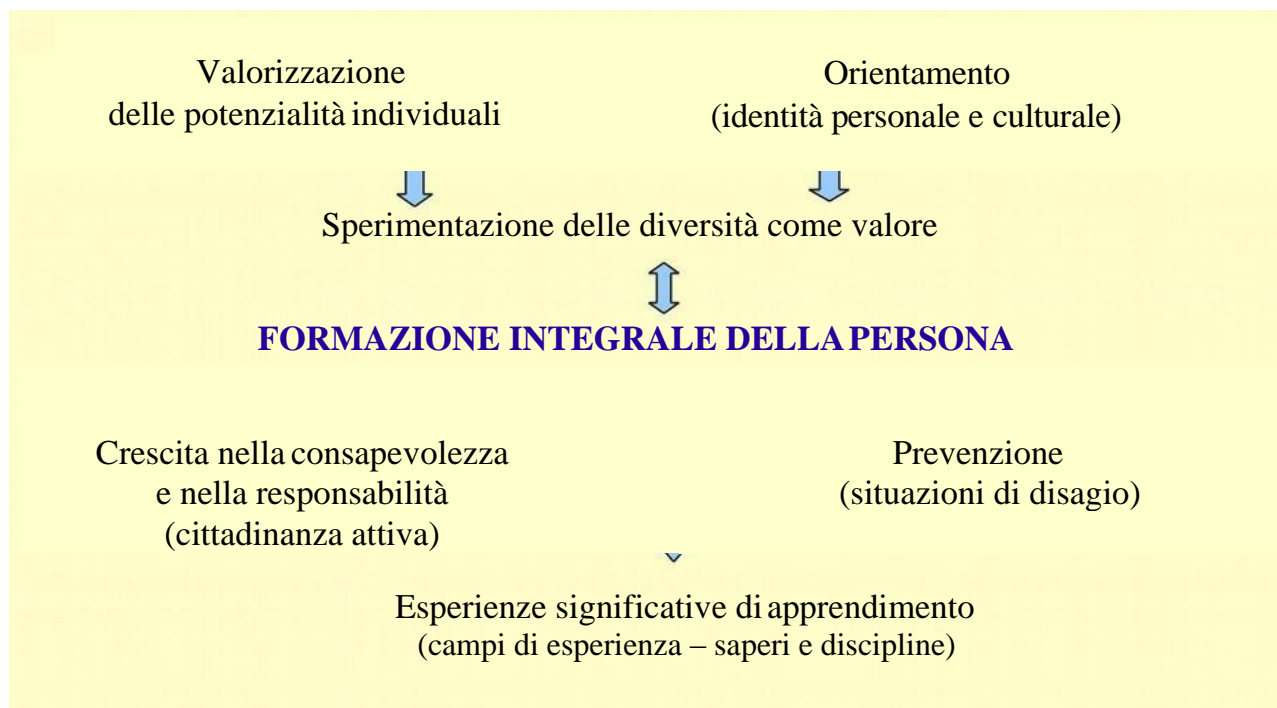 Valorizzazione
delle potenzialità individuali
Orientamento
(identità personale e culturale)
Sperimentazione delle diversità come valore
FORMAZIONE INTEGRALE DELLA PERSONA
Crescita nella consapevolezza
e nella responsabilità
(cittadinanza attiva)
Prevenzione
(situazioni di disagio)
Esperienze significative di apprendimento
(campi di esperienza – saperi e discipline)